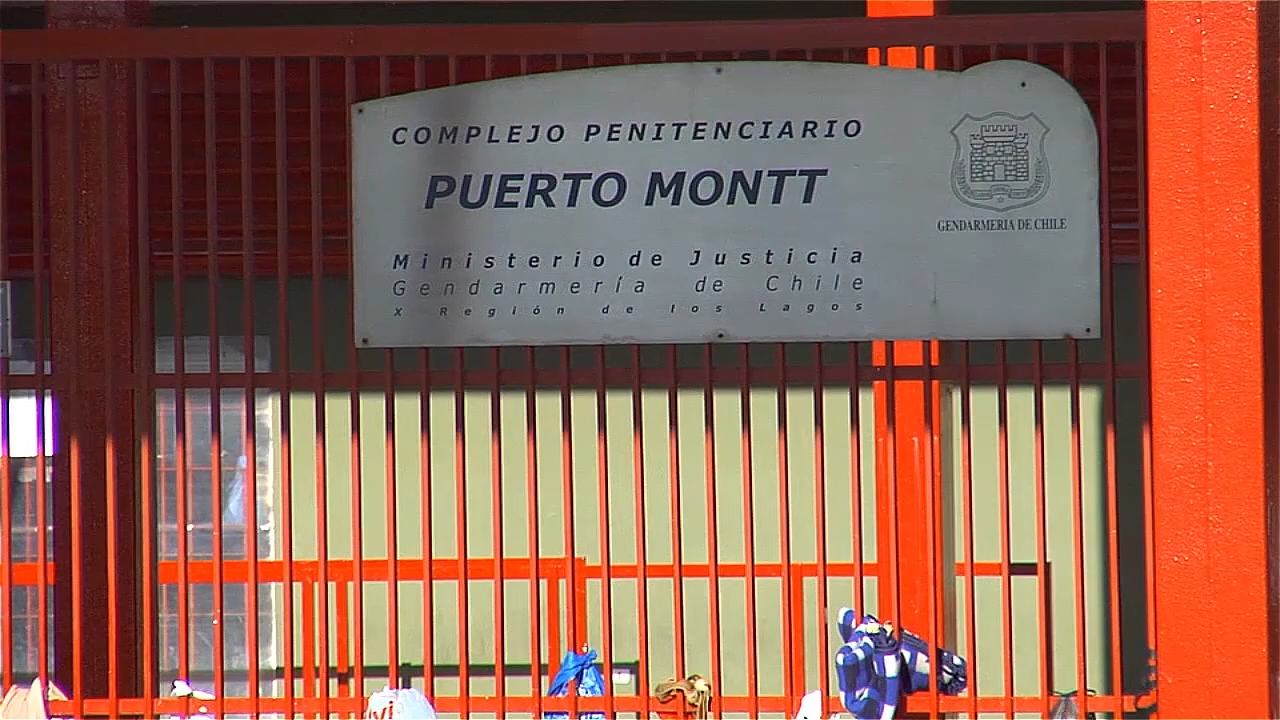 COMPLEJO PENITENCIARIO
PUERTO MONTT
GENDARMERIA DE CHILE
Ministerio de Justicia
Gendarmería de Chile
X Región de los Lagos